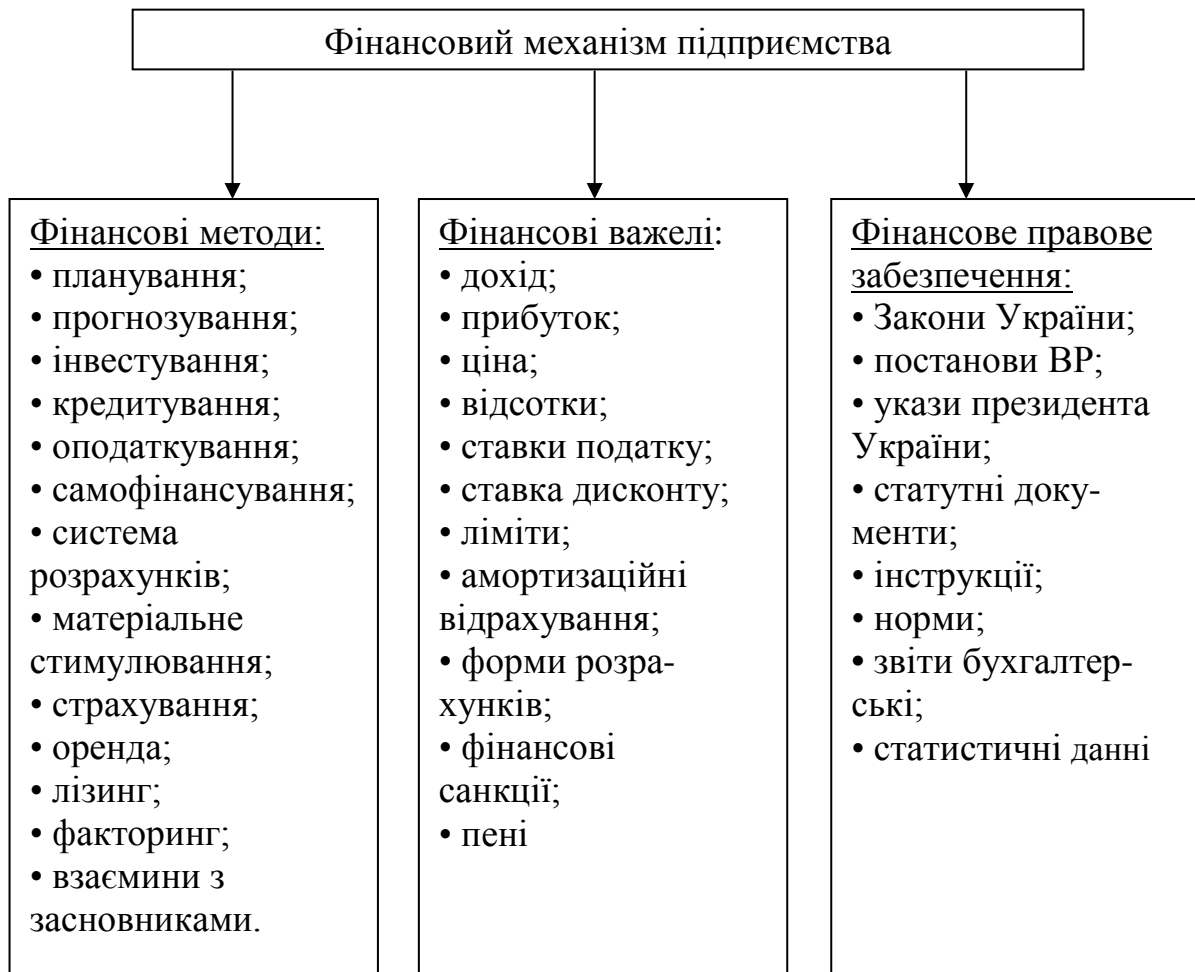 Фінансовий механізм підприємства
Фінансові методи:
• планування;
• прогнозування;
• інвестування;
• кредитування;
• оподаткування;
• самофінансування;
• система
розрахунків;
• матеріальне
стимулювання;
• страхування;
• оренда;
• лізинг;
• факторинг;
• взаємини з
засновниками.
Фінансові важелі:
• дохід;
• прибуток;
• ціна;
• відсотки;
• ставки податку;
• ставка дисконту;
• ліміти;
• амортизаційні
відрахування;
• форми розра-
хунків;
• фінансові
санкції;
• пені
Фінансове правове
забезпечення:
• Закони України;
• постанови ВР;
• укази президента
України;
• статутні доку-
менти;
• інструкції;
• норми;
• звіти бухгалтер-
ські;
• статистичні данні